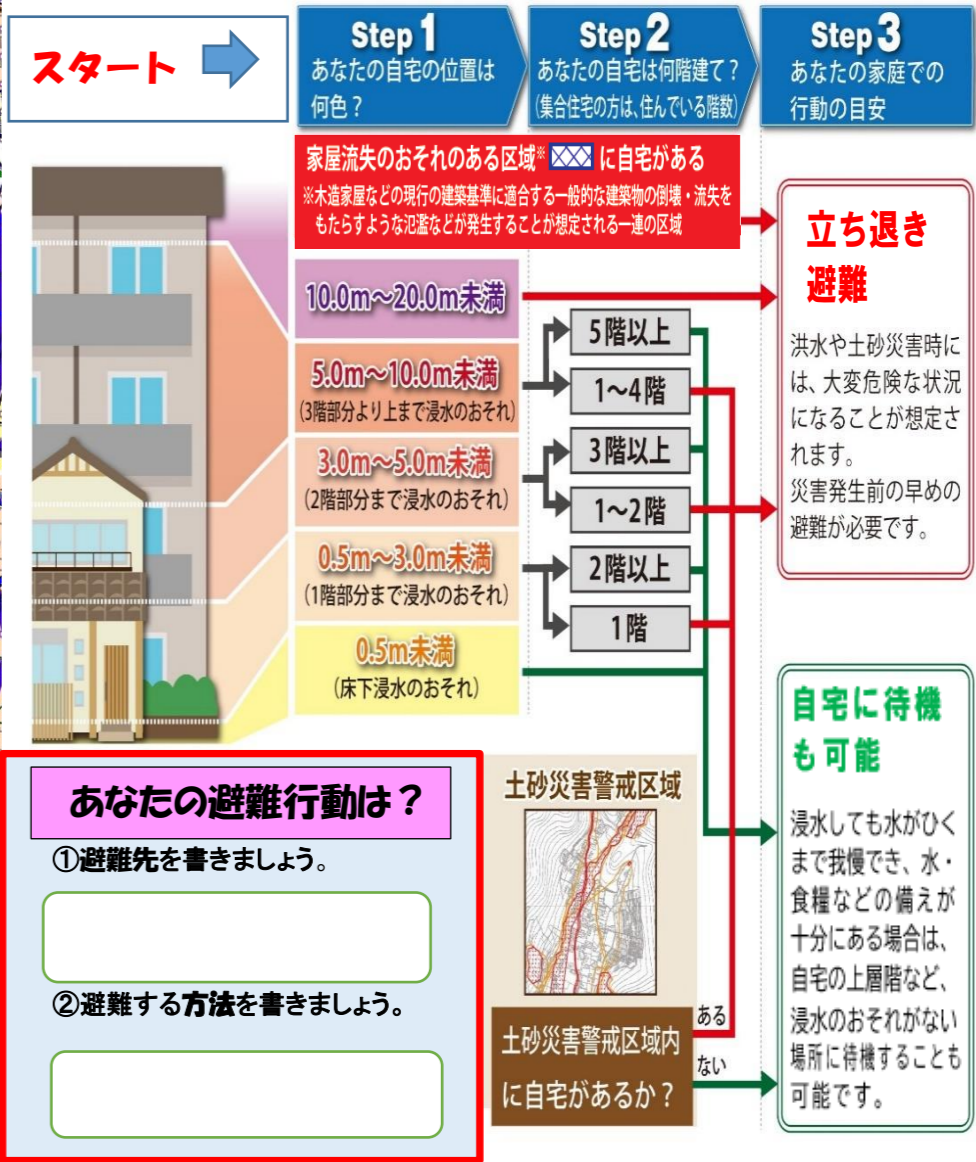 スタート
Step 1
あなたの自宅の位置は
何色？
Step 2
あなたの自宅は何階建て？
(集合住宅の方は、住んでいる階数)
Step 3
あなたの家庭での
行動の目安
家屋流失のおそれのある区域※ に自宅がある
※木造家屋などの現行の建築基準に適合する一般的な建築物の倒壊・流失を
もたらすような氾濫などが発生することが想定される一連の区域
10.0m～20.0m未満
5.0m～10.0m未満
(3階部分より上まで浸水のおそれ)
3.0m～5.0m未満
(2階部分まで浸水のおそれ)
0.5m～3.0m未満
(1階部分まで浸水のおそれ)
0.5m未満
(床下浸水のおそれ)
5階以上
1～4階
3階以上
1～2階
2階以上
1階
立ち退き
避難
洪水や土砂災害時に
は、大変危険な状況
になることが想定さ
れます。
災害発生前の早めの
避難が必要です。
自宅に待機
も可能
浸水しても水がひく
まで我慢でき、水・
食糧などの備えが
十分にある場合は、
自宅の上層階など、
浸水のおそれがない
場所に待機することも
可能です。
土砂災害警戒区域
土砂災害警戒区域内
に自宅があるか？
ある
ない
あなたの避難行動は？
①避難先を書きましょう。
②避難する方法を書きましょう。